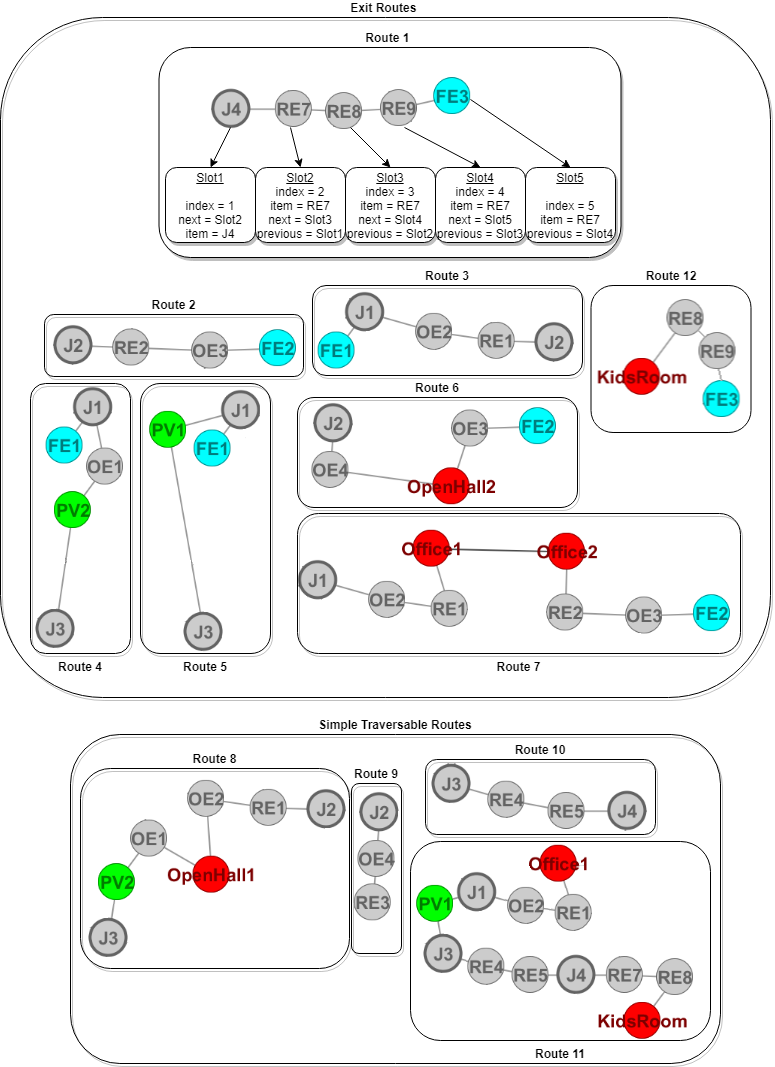 Exit Routes
Route 1
J4
RE7
RE8
RE9
FE3
Slot1
index = 1
next = Slot2
item = J4
Slot2
index = 2
item = RE7
next = Slot3
previous = Slot1
Slot3
index = 3
item = RE7
next = Slot4
previous = Slot2
Slot4
index = 4
item = RE7
next = Slot5
previous = Slot3
Slot5
index = 5
item = RE7
previous = Slot4
Route 2
J2
RE2
OE3
FE2
Route 3
J1
FE1
OE2
RE1
J2
Route 12
RE8
RE9
KidsRoom
FE3
J1
FE1
OE1
PV2
J3
Route 4
PV1
J1
FE1
J3
Route 5
Route 6
J2
OE3
FE2
OE4
OpenHall2
Office1
Office2
J1
OE2
RE1
RE2
OE3
FE2
Route 7
Simple Traversable Routes
Route 8
OE2
RE1
J2
OE1
OpenHall1
PV2
J3
Route 9
J2
OE4
RE3
Route 10
J3
RE4
RE5
J4
Office1
PV1
J1
OE2
RE1
J3
RE4
RE5
J4
RE7
RE8
KidsRoom
Route 11